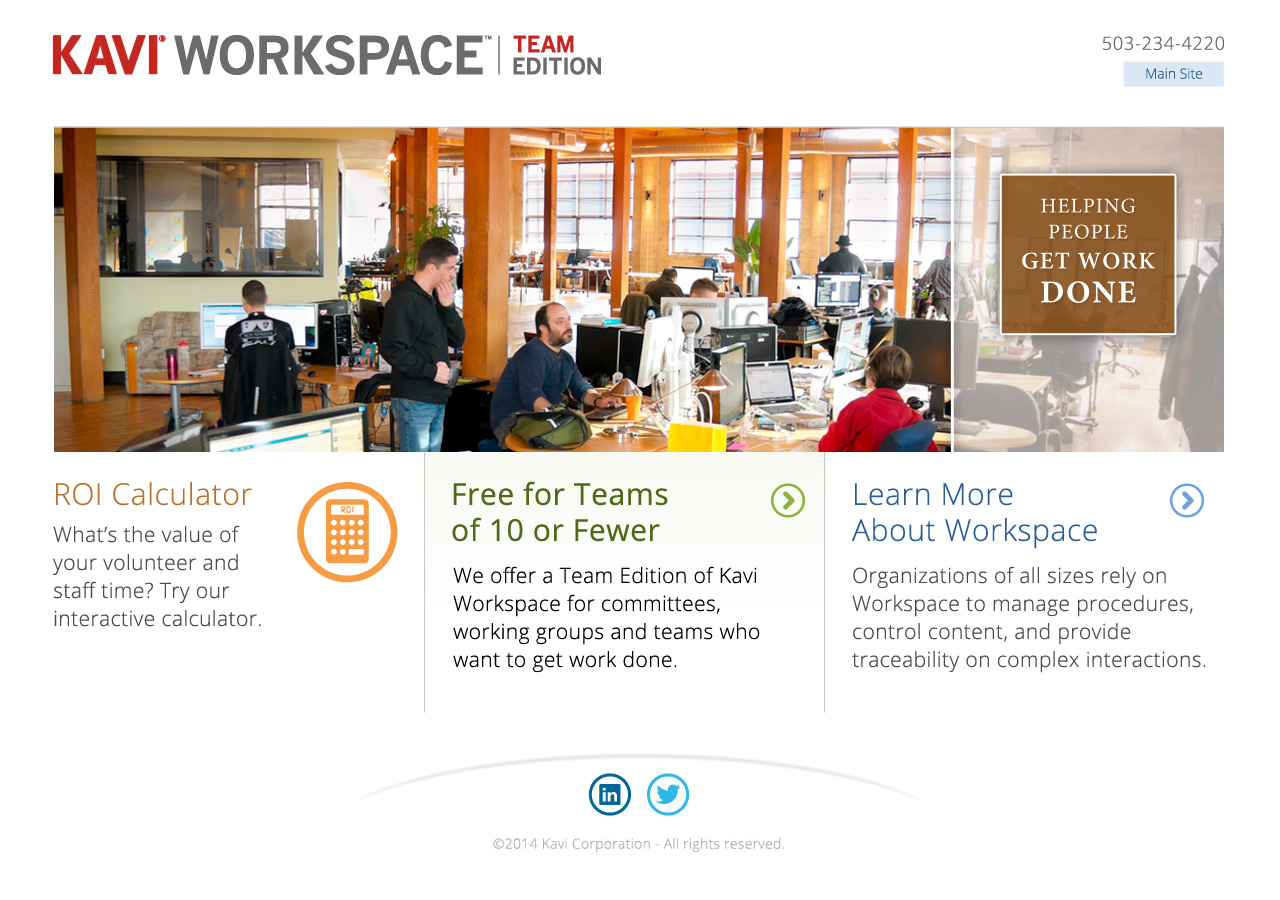 KAVI® WORKSPACE™ TEAM
EDITION
503-234-4220
Main Site
HELPING
PEOPLE
GET WORK
DONE
ROI Calculator
ROI
What’s the value of
your volunteer and
staff time? Try our
interactive calculator.
Free for Teams
of 10 or Fewer
We offer a Team Edition of Kavi
Workspace for committees,
working groups and teams who
want to get work done.
Learn More
About Workspace
Organizations of all sizes rely on
Workspace to manage procedures,
control content, and provide
traceability on complex interactions.
in
©2014 Kavi Corporation - All rights reserved.